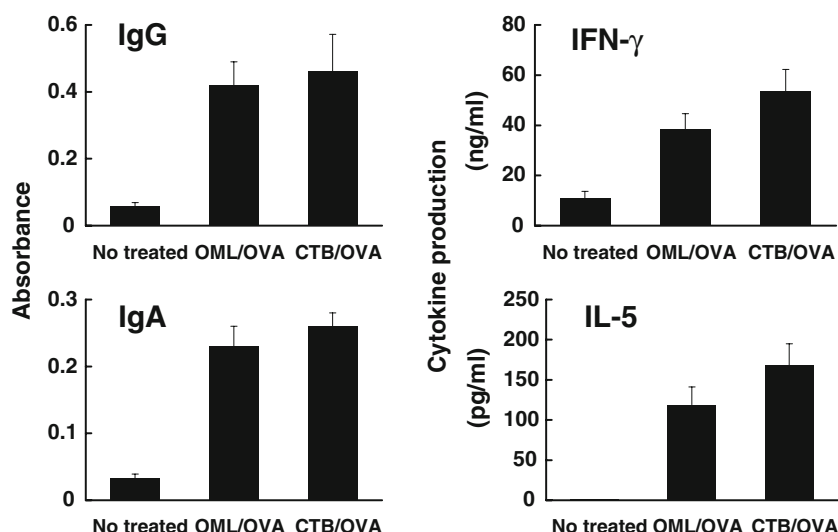 IgG
Absorbance
0.6
0.4
0.2
0
No treated OML/OVA CTB/OVA
IFN-γ
Cytokine production
(ng/ml)
80
60
40
20
0
No treated OML/OVA CTB/OVA
IgA
0.3
0.2
0.1
0
No treated OML/OVA CTB/OVA
IL-5
(pg/ml)
250
200
150
100
50
0
No treated OML/OVA CTB/OVA